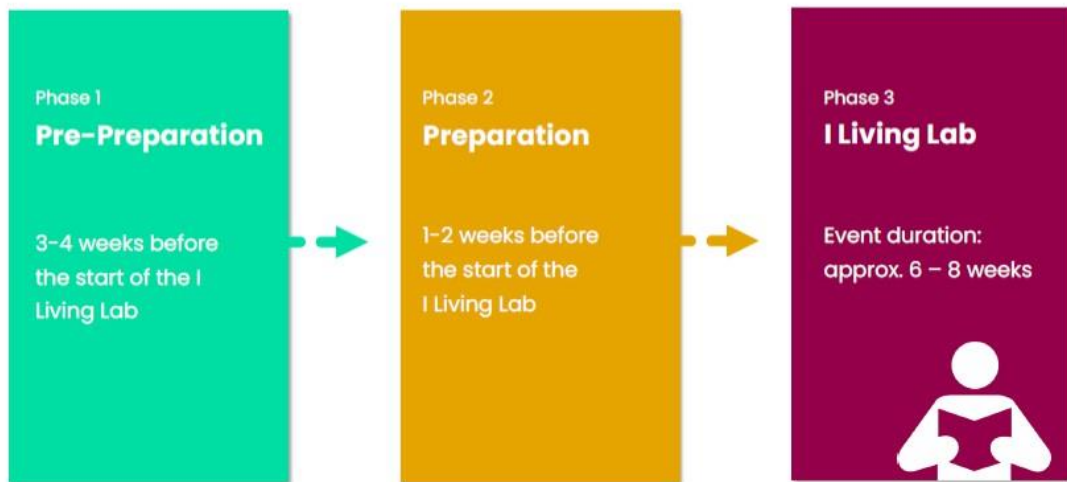 Phase 1
Pre-Preparation
3-4 weeks before
the start of the I
Living Lab
Phase 2
Preparation
1-2 weeks before
the start of the
I Living Lab
Phase 3
I Living Lab
Event duration:
approx. 6 – 8 weeks